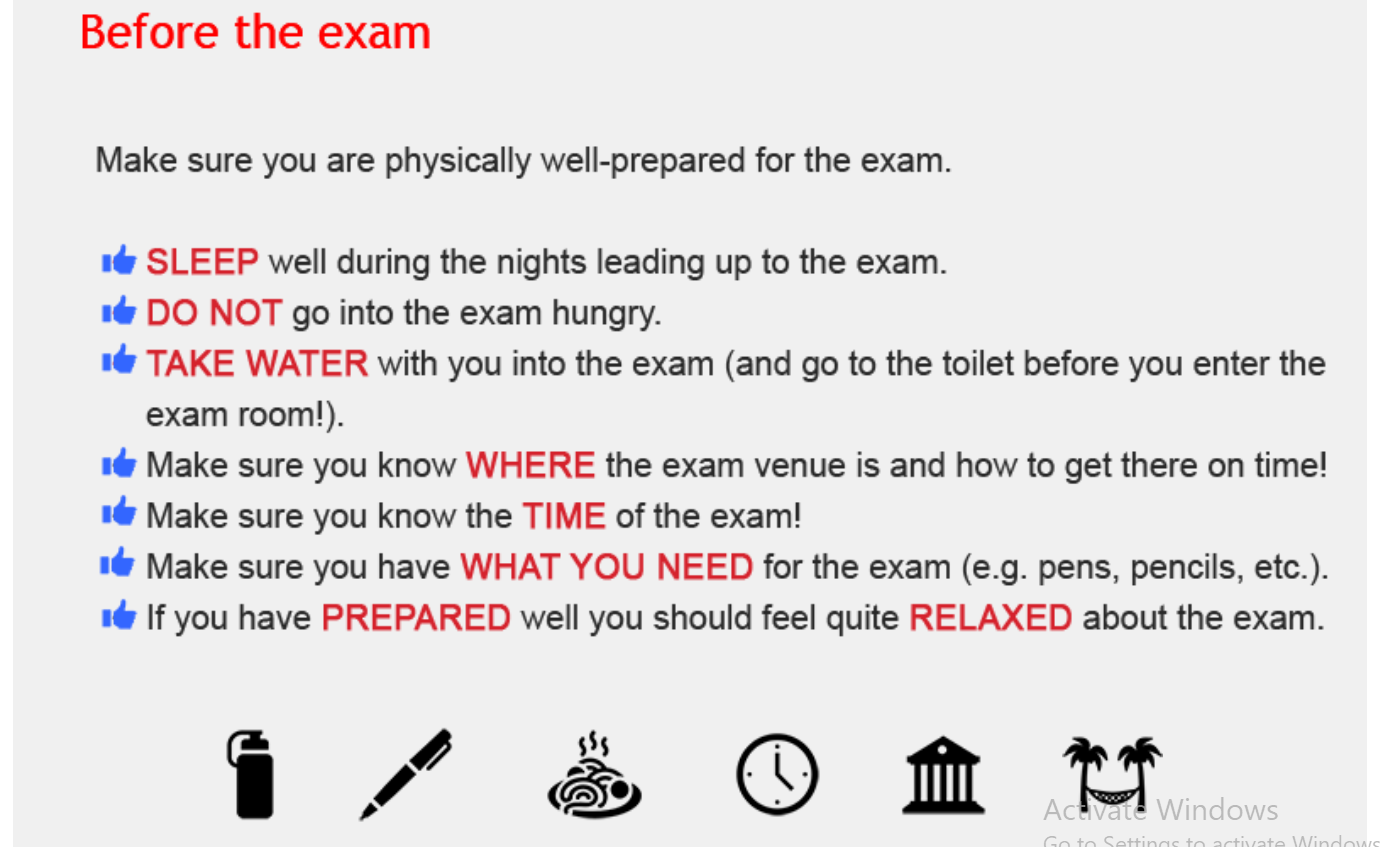 Before the exam
Make sure you are physically well-prepared for the exam.
SLEEP well during the nights leading up to the exam.
DO NOT go into the exam hungry.
TAKE WATER with you into the exam (and go to the toilet before you enter the
exam room!).
Make sure you know WHERE the exam venue is and how to get there on time!
Make sure you know the TIME of the exam!
Make sure you have WHAT YOU NEED for the exam (e.g. pens, pencils, etc.).
If you have PREPARED well you should feel quite RELAXED about the exam.
Activate Windows
Go to Settings to activate Windows